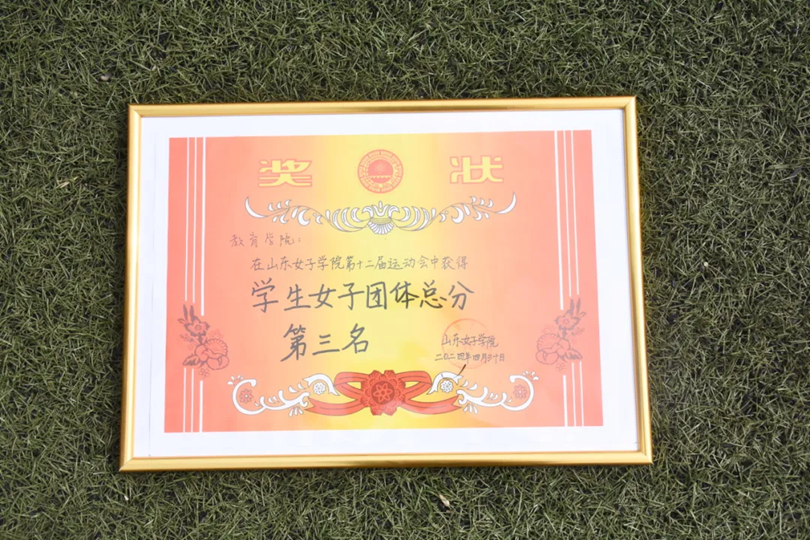 奖 状
教育学院：
在山东女子学院第十二届运动会中获得
学生女子团体总分
第三名
山东女子学院
二〇二四年四月